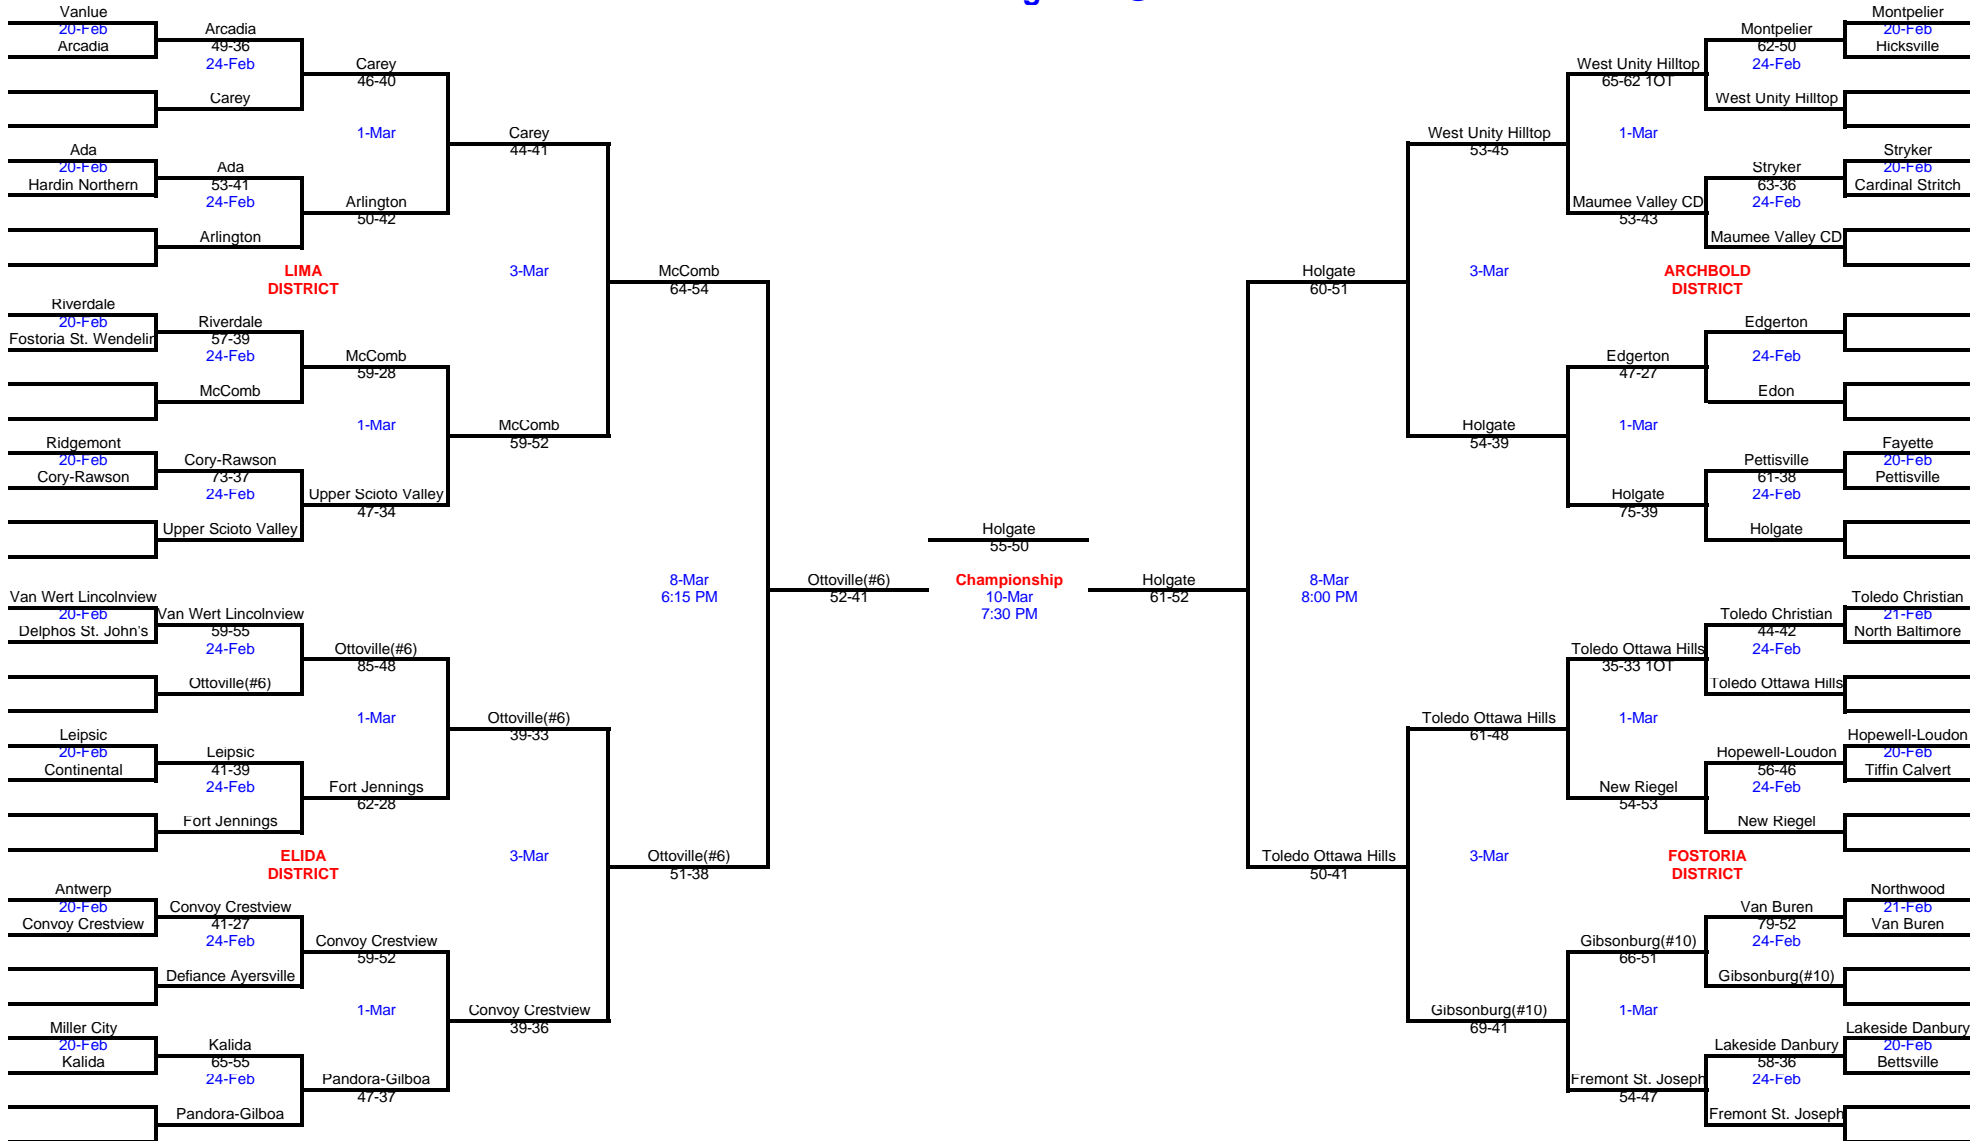 Vanlue
20-Feb
Arcadia
Arcadia
49-36
24-Feb
Carey
Carey
46-40
1-Mar
Ada
20-Feb
Hardin Northern
Ada
53-41
24-Feb
Arlington
Arlington
50-42
Carey
44-41
LIMA
DISTRICT
3-Mar
Riverdale
20-Feb
Fostoria St. Wendelin
Riverdale
57-39
24-Feb
McComb
McComb
59-28
1-Mar
Ridgemont
20-Feb
Cory-Rawson
Cory-Rawson
73-37
24-Feb
Upper Scioto Valley
Upper Scioto Valley
47-34
McComb
59-52
McComb
64-54
8-Mar
6:15 PM
Van Wert Lincolnview
20-Feb
Delphos St. John's
Van Wert Lincolnview
59-55
24-Feb
Ottoville(#6)
Ottoville(#6)
85-48
1-Mar
Leipsic
20-Feb
Continental
Leipsic
41-39
24-Feb
Fort Jennings
Fort Jennings
62-28
Ottoville(#6)
39-33
ELIDA
DISTRICT
3-Mar
Antwerp
20-Feb
Convoy Crestview
Convoy Crestview
41-27
24-Feb
Defiance Ayersville
Convoy Crestview
59-52
1-Mar
Miller City
20-Feb
Kalida
Kalida
65-55
24-Feb
Pandora-Gilboa
Pandora-Gilboa
47-37
Convoy Crestview
39-36
Ottoville(#6)
51-38
Ottoville(#6)
52-41
Holgate
55-50
Championship
10-Mar
7:30 PM
Holgate
61-52
8-Mar
8:00 PM
Holgate
60-51
West Unity Hilltop
53-45
West Unity Hilltop
65-62 1OT
Montpelier
62-50
24-Feb
West Unity Hilltop
Montpelier
20-Feb
Hicksville
1-Mar
Maumee Valley CD
53-43
Stryker
63-36
24-Feb
Maumee Valley CD
Stryker
20-Feb
Cardinal Stritch
3-Mar
ARCHBOLD
DISTRICT
Holgate
54-39
Edgerton
47-27
Edgerton
24-Feb
Edon
1-Mar
Holgate
75-39
Pettisville
61-38
24-Feb
Holgate
Fayette
20-Feb
Pettisville
Toledo Ottawa Hills
50-41
Toledo Ottawa Hills
61-48
Toledo Ottawa Hills
35-33 1OT
Toledo Christian
44-42
24-Feb
Toledo Ottawa Hills
Toledo Christian
21-Feb
North Baltimore
1-Mar
New Riegel
54-53
Hopewell-Loudon
56-46
24-Feb
New Riegel
Hopewell-Loudon
20-Feb
Tiffin Calvert
3-Mar
FOSTORIA
DISTRICT
Gibsonburg(#10)
69-41
Gibsonburg(#10)
66-51
Van Buren
79-52
24-Feb
Gibsonburg(#10)
Northwood
21-Feb
Van Buren
1-Mar
Fremont St. Joseph
54-47
Lakeside Danbury
58-36
24-Feb
Fremont St. Joseph
Lakeside Danbury
20-Feb
Bettsville